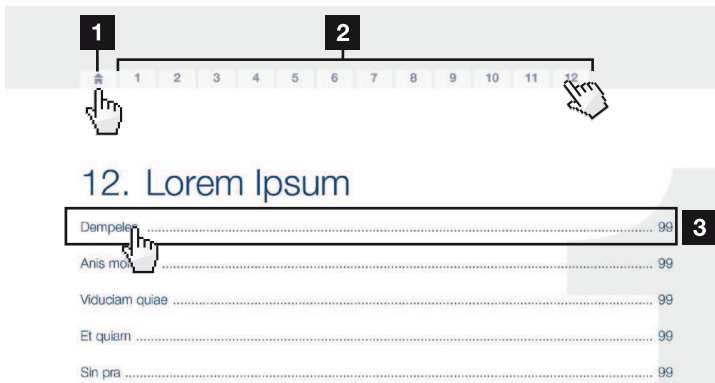 1 2
1 2 3 4 5 6 7 8 9 10 11 12
12. Lorem Ipsum
Dempeles ........................ 99 3
Anis ........................ 99
Viduciam quiae ........................ 99
Et quiam ........................ 99
Sin pra ........................ 99